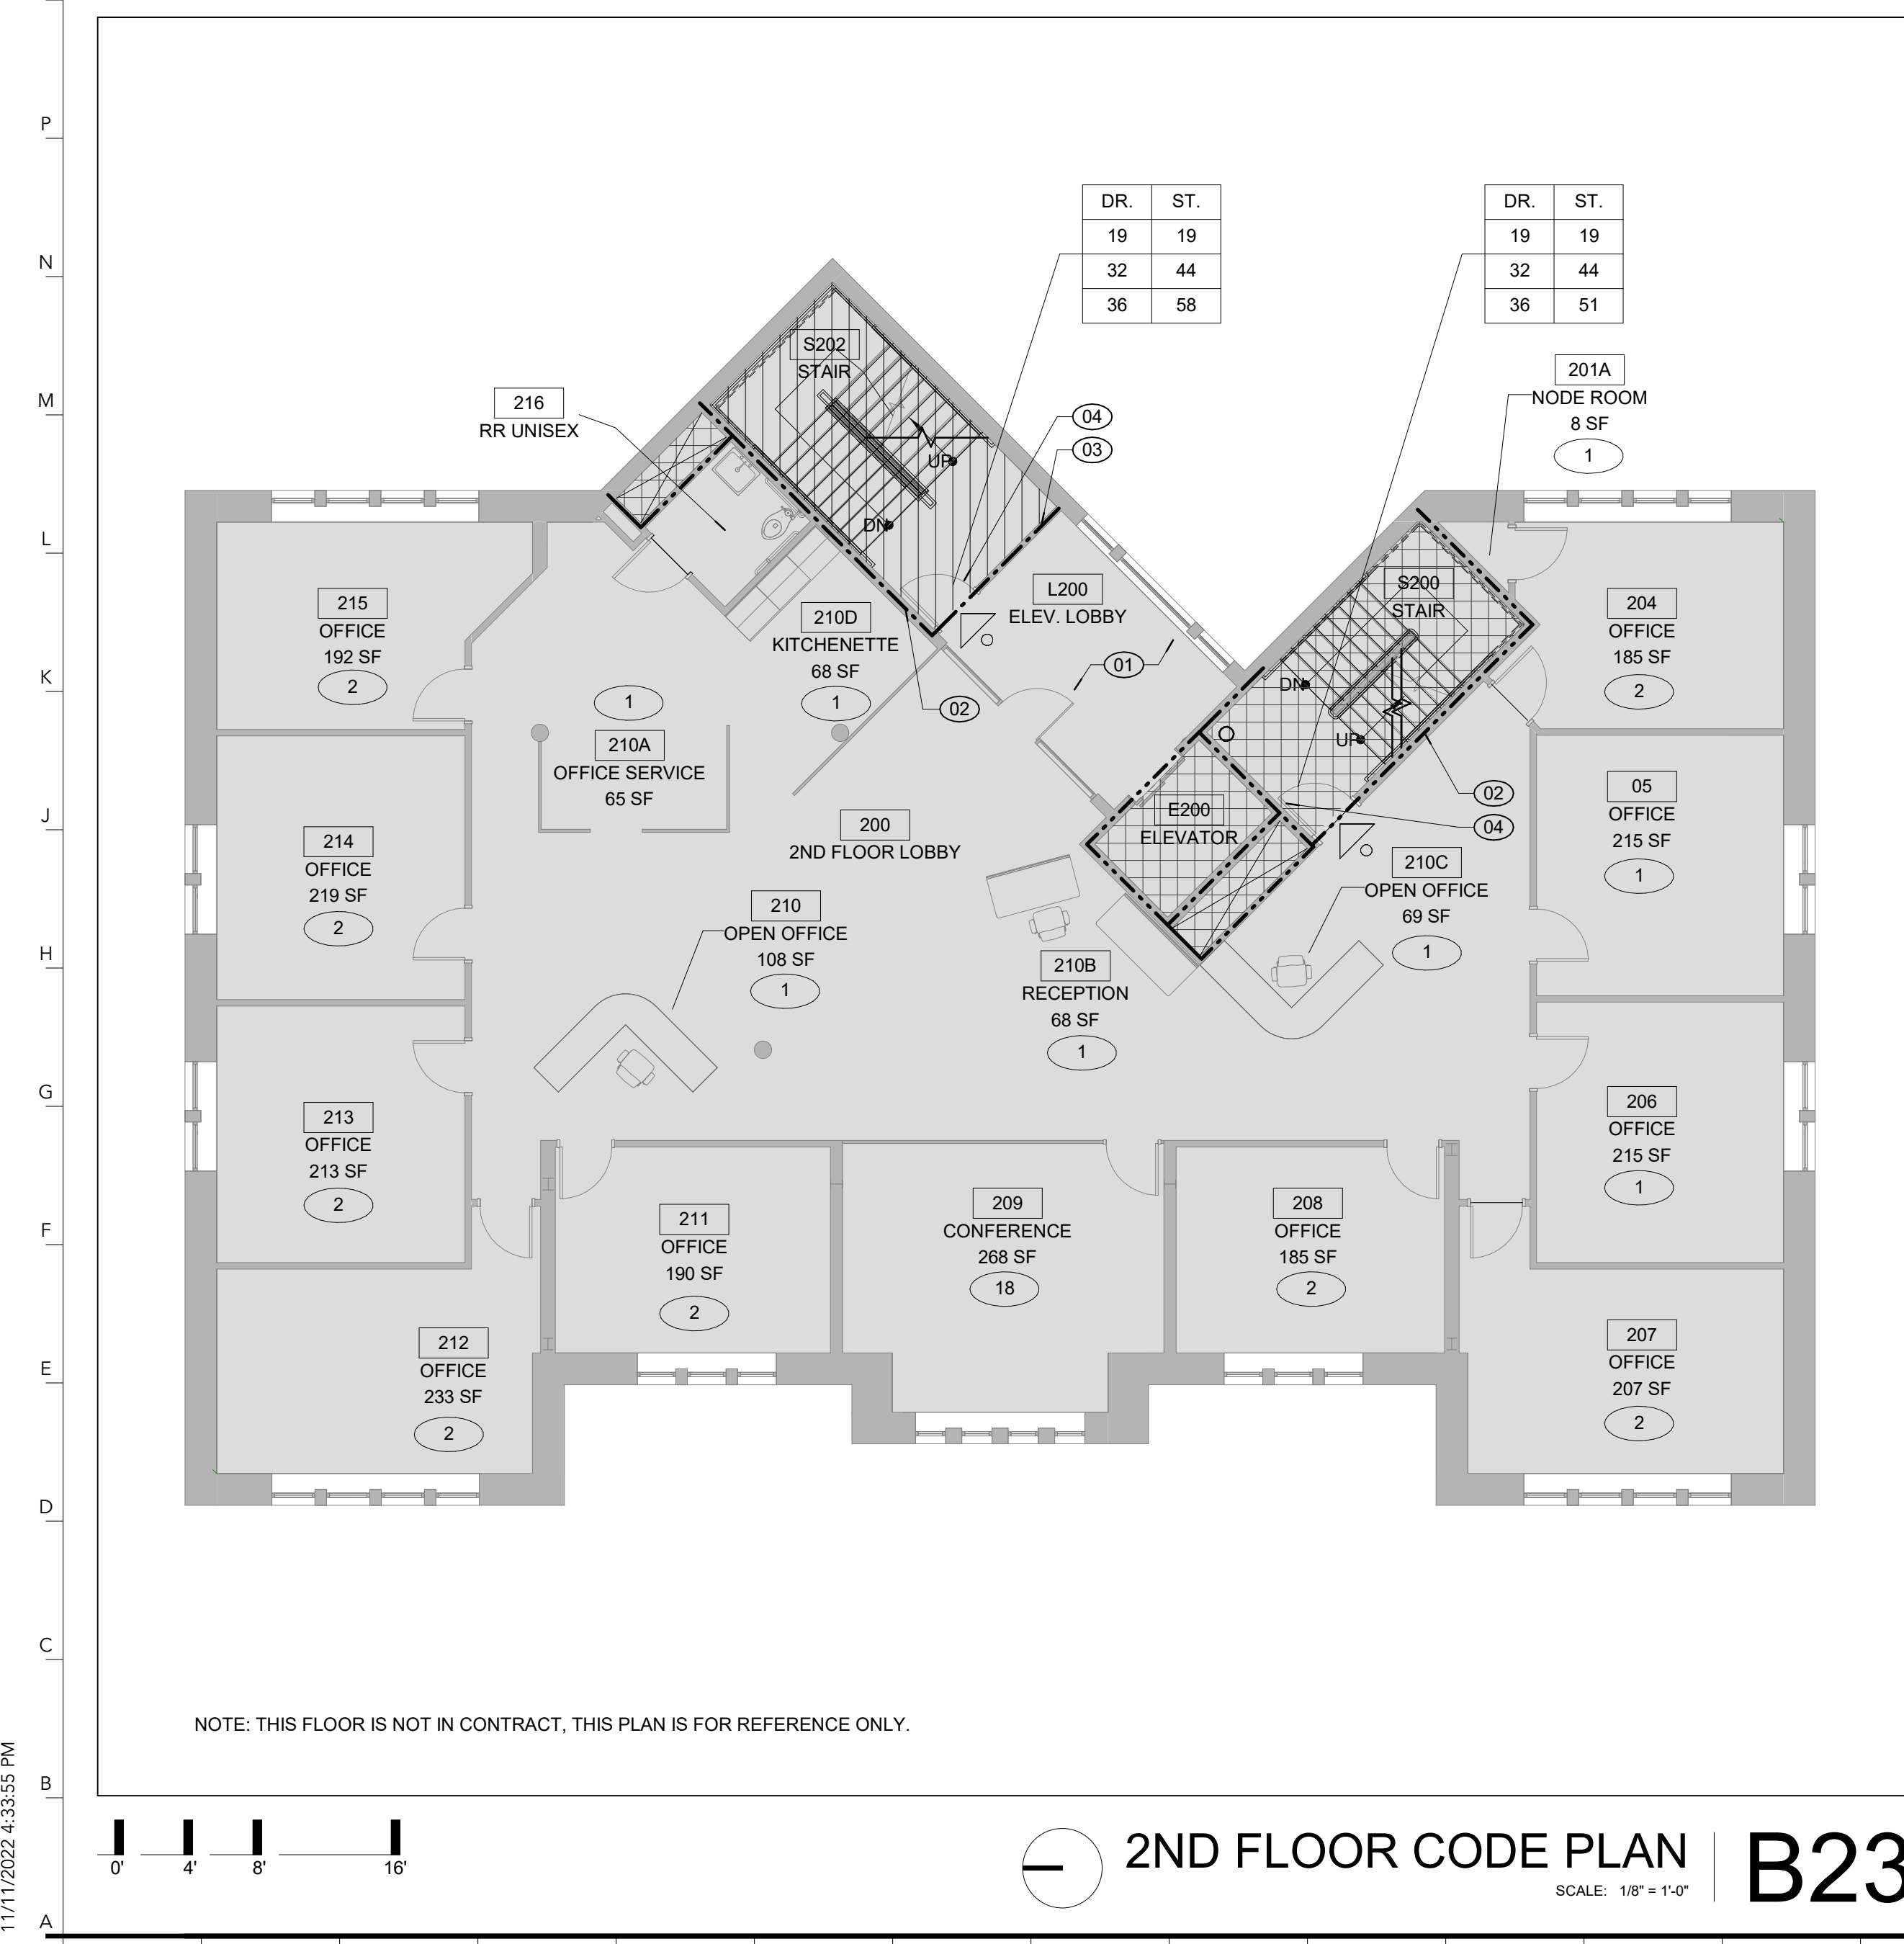 P
N
M
L
K
J
H
G
F
E
D
C
B
A
DR. ST.
19 19
32 44
36 58
DR. ST.
19 19
32 44
36 51
S202
STAIR
UP
DN
216
RR UNISEX
04
03
201A
NODE ROOM
8 SF
1
L200
ELEV. LOBBY
01
02
S200
STAIR
DN
UP
02
04
E200
ELEVATOR
215
OFFICE
192 SF
2
210D
KITCHENETTE
68 SF
1
1
210A
OFFICE SERVICE
65 SF
204
OFFICE
185 SF
2
05
OFFICE
215 SF
1
214
OFFICE
219 SF
2
200
2ND FLOOR LOBBY
210
OPEN OFFICE
108 SF
1
210C
OPEN OFFICE
69 SF
1
210B
RECEPTION
68 SF
1
213
OFFICE
213 SF
2
206
OFFICE
215 SF
1
211
OFFICE
190 SF
2
209
CONFERENCE
268 SF
18
208
OFFICE
185 SF
2
212
OFFICE
233 SF
2
207
OFFICE
207 SF
2
NOTE: THIS FLOOR IS NOT IN CONTRACT, THIS PLAN IS FOR REFERENCE ONLY.
11/11/2022 4:33:55 PM
0' 4' 8' 16'
2ND FLOOR CODE PLAN
SCALE: 1/8" = 1'-0"
B23